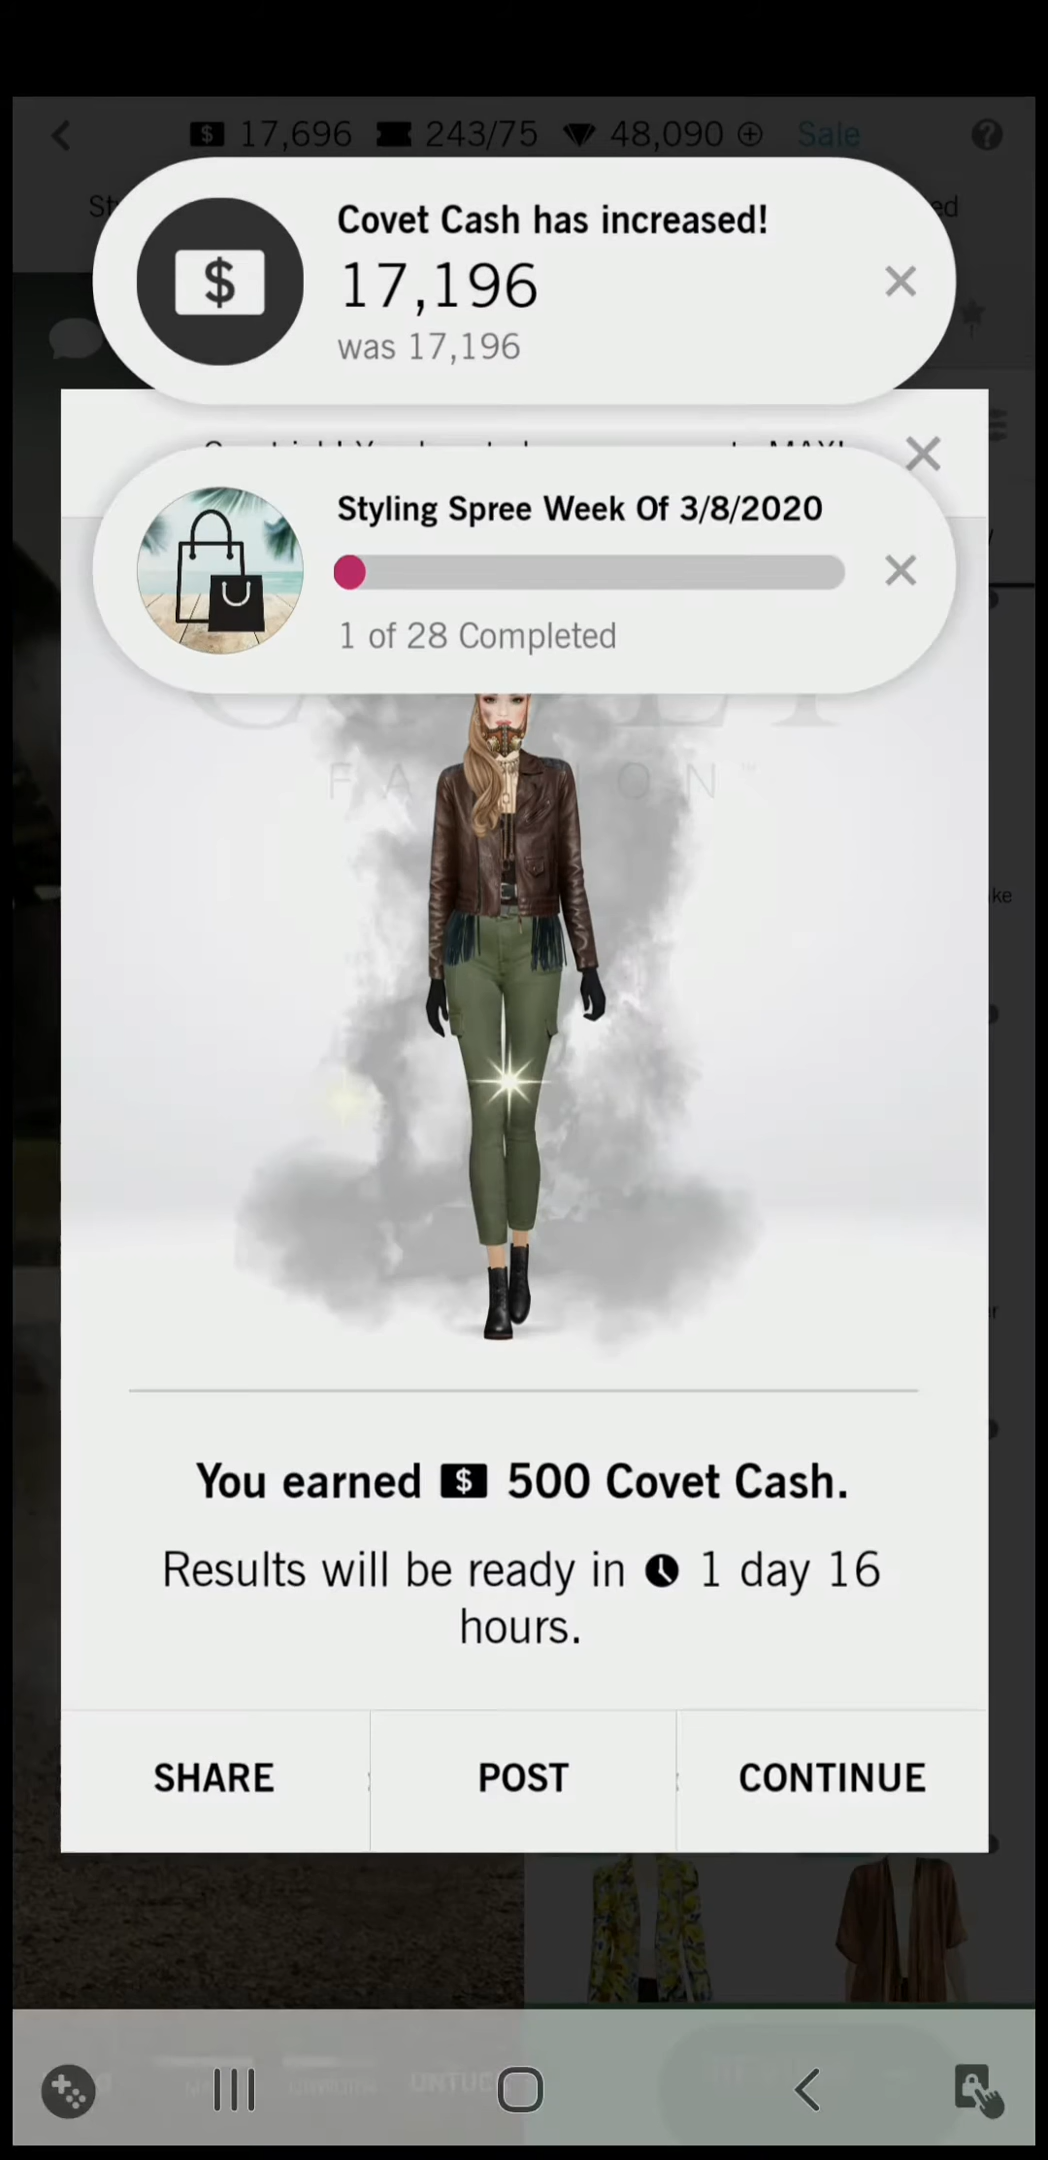 17,696 243/75 48,090 Sale
Covet Cash has increased!
17,196
was 17,196
Styling Spree Week Of 3/8/2020
1 of 28 Completed
FASHION™
You earned $ 500 Covet Cash.
Results will be ready in 1 day 16
hours.
SHARE POST CONTINUE